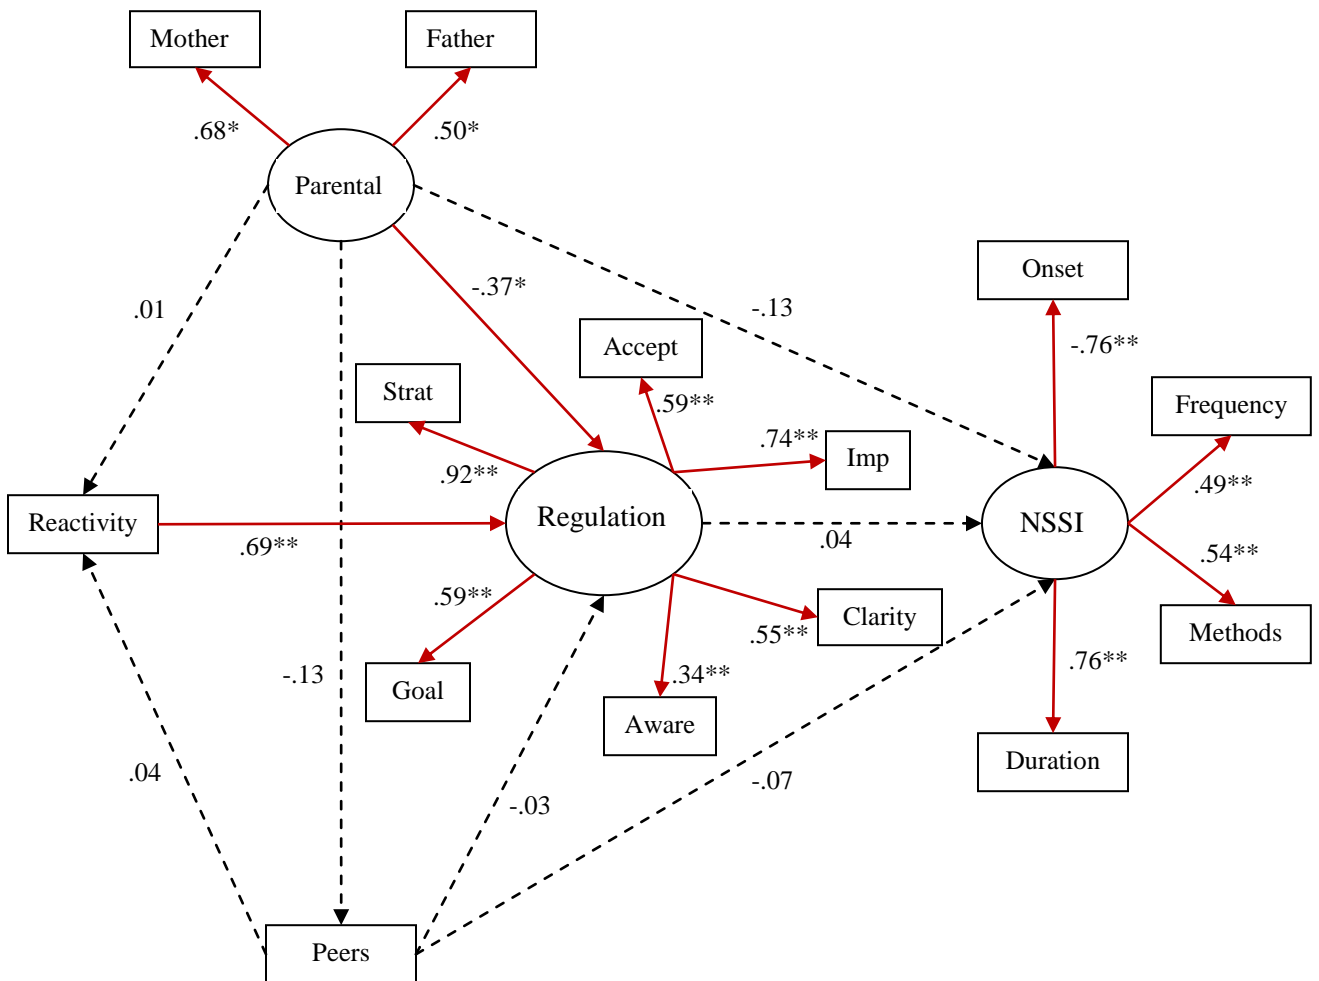 Mother
Father
.68*
.50*
Parental
Onset
-.37*
.01
-.13
-.76**
Accept
Strat
.59**
Frequency
.74**
Imp
.92**
.49**
Reactivity
Regulation
NSSI
.69**
.04
.54**
.59**
Clarity
.55**
Methods
-.13
Goal
.34**
.76**
Aware
Duration
.04
-.03
-.07
Peers